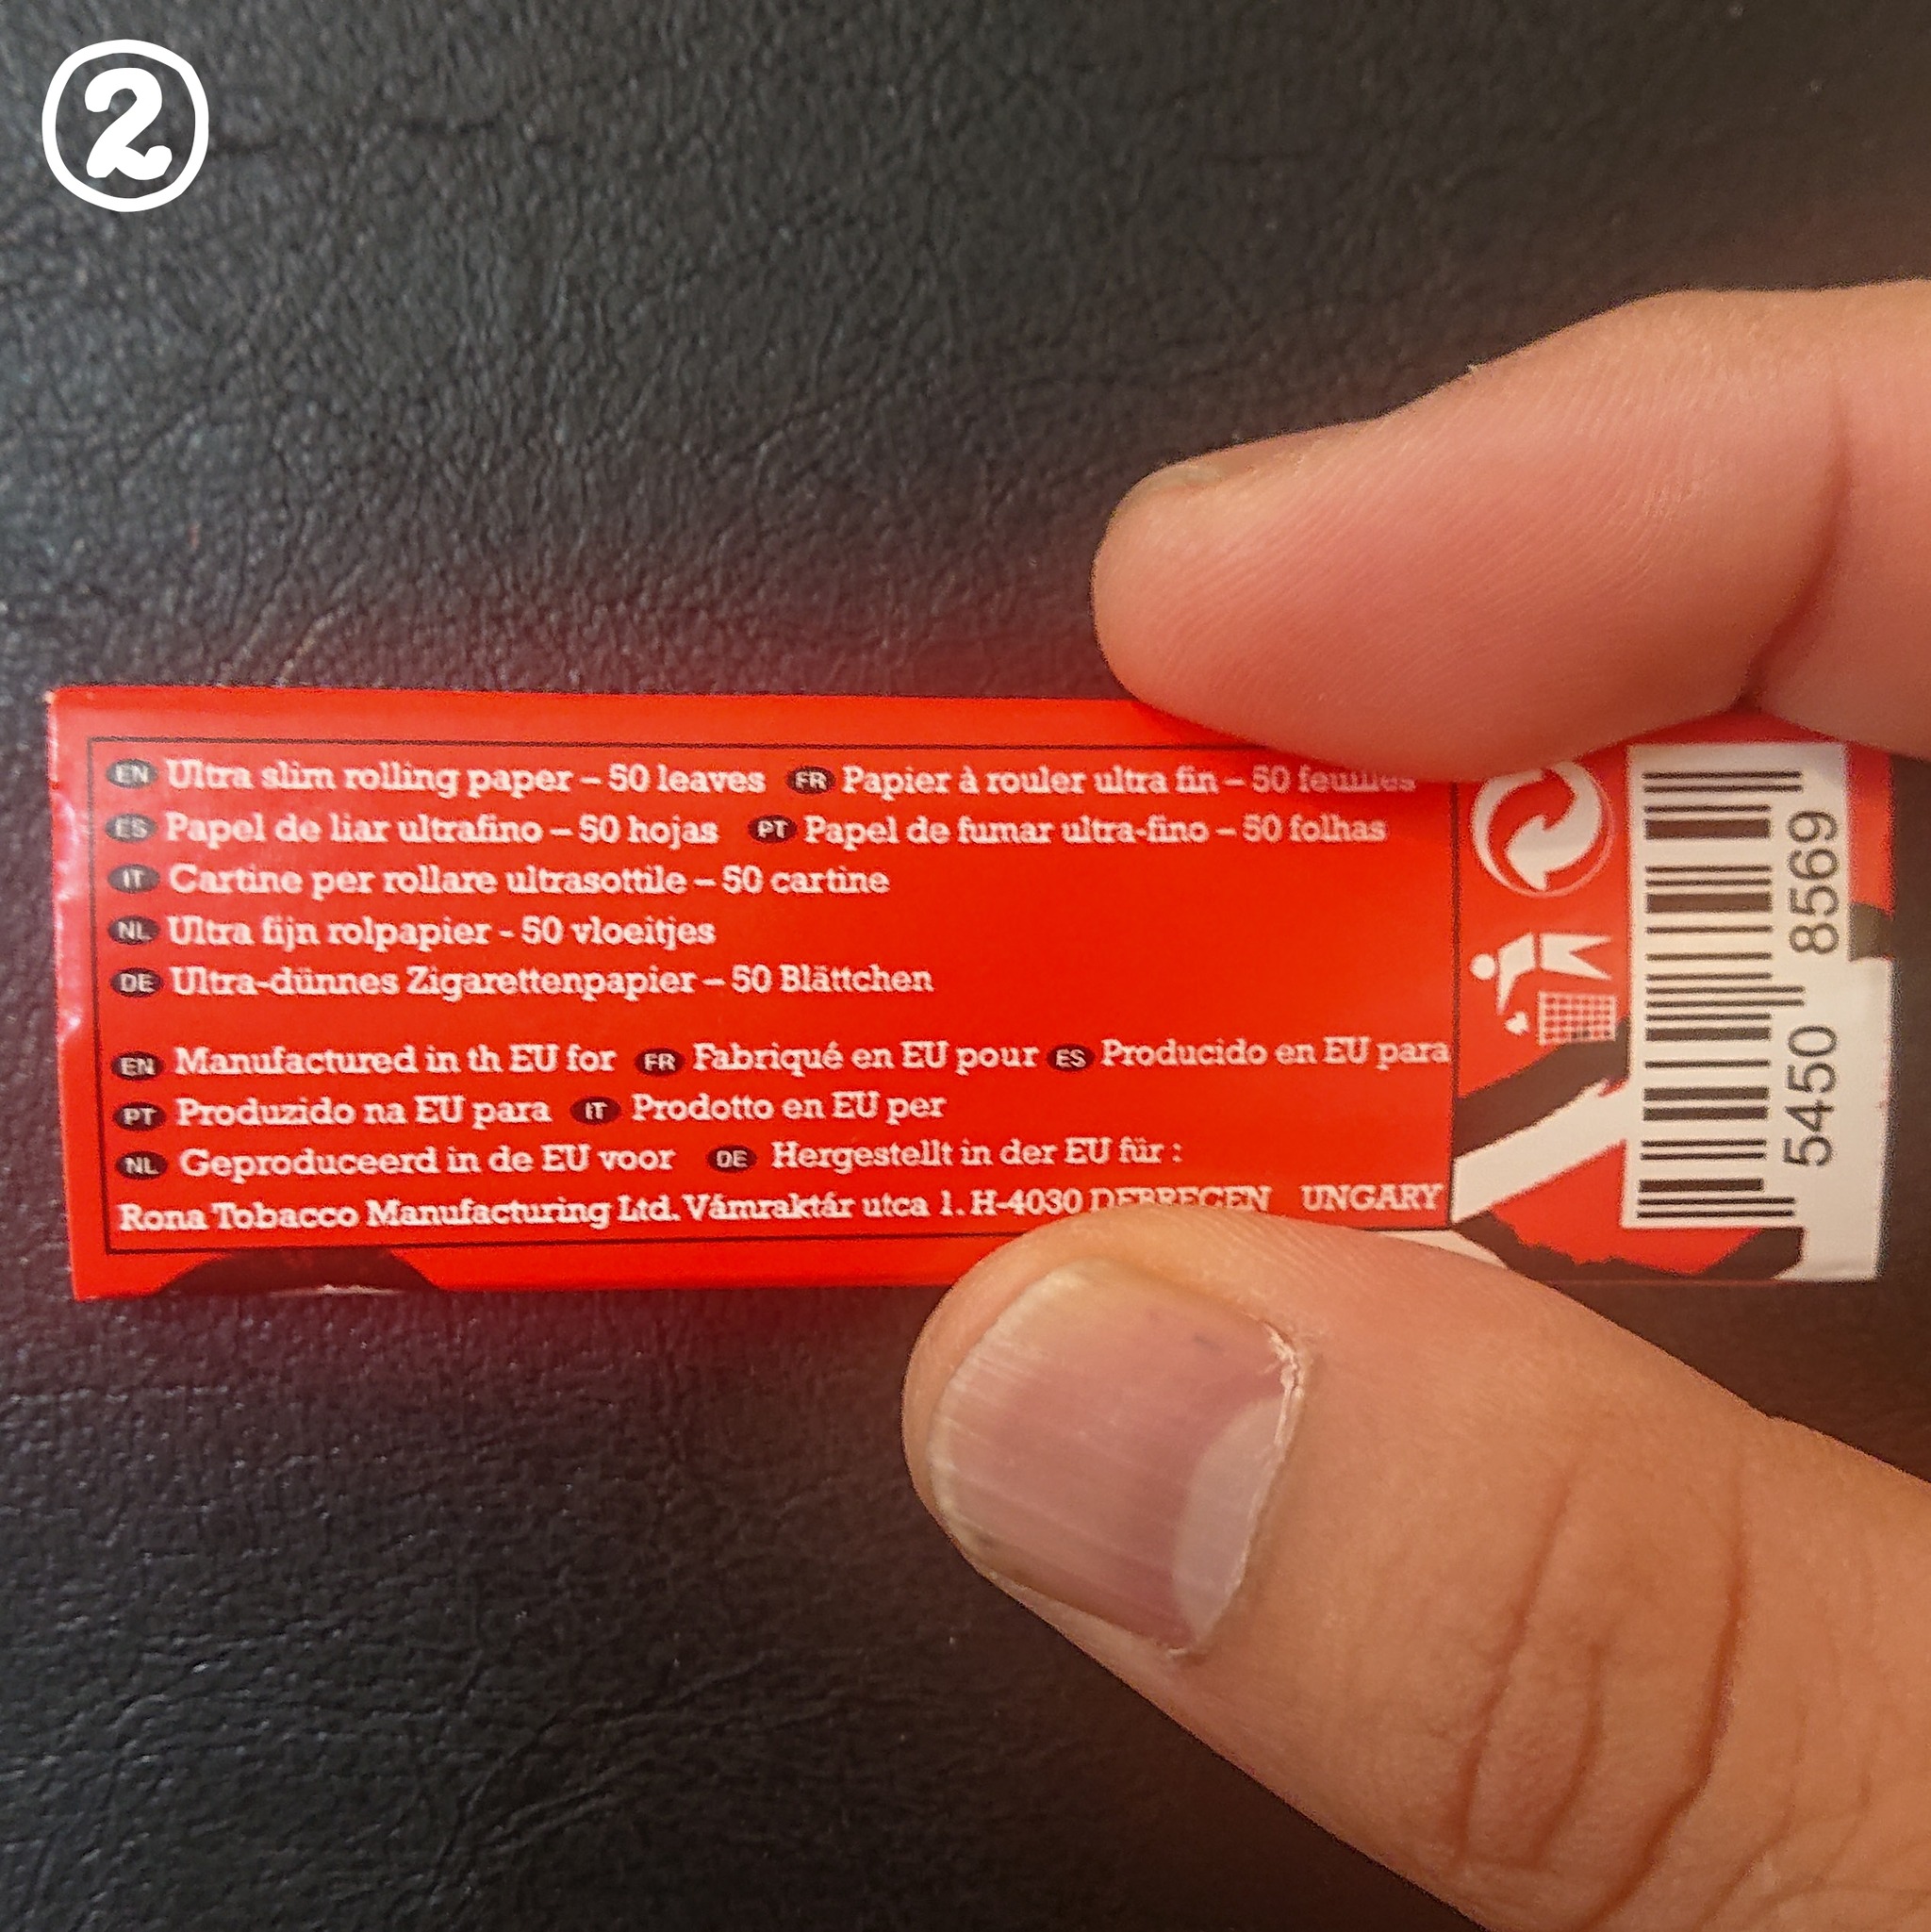 2
EN Ultra slim rolling paper – 50 leaves FR Papier à rouler ultra fin – 50 feuilles
ES Papel de liar ultrafino – 50 hojas PT Papel de fumar ultra-fino – 50 folhas
IT Cartine per rollare ultrasottile – 50 cartine
NL Ultra fijn rolpapier - 50 vloeitjes
DE Ultra-dünnes Zigarettenpapier – 50 Blättchen
EN Manufactured in th EU for FR Fabriqué en EU pour ES Producido en EU para
PT Produzido na EU para IT Prodotto en EU per
NL Geproduceerd in de EU voor DE Hergestellt in der EU für :
Rona Tobacco Manufacturing Ltd. Vámraktár utca 1. H-4030 DEBRECEN UNGARY
5450 8569